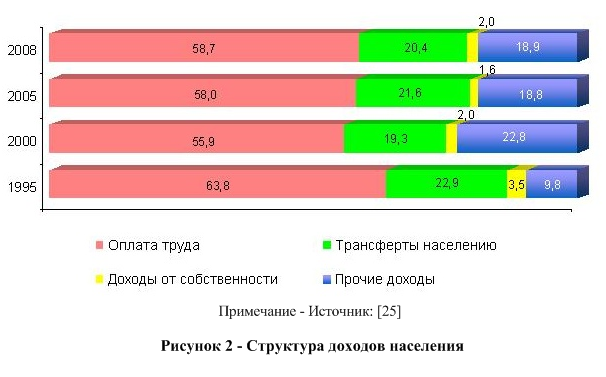 2,0
2008 58,7 20,4 18,9
1,6
2005 58,0 21,6 18,8
2,0
2000 55,9 19,3 22,8
1995 63,8 22,9 3,5 9,8
Оплата труда Трансферты населению
Доходы от собственности Прочие доходы
Примечание - Источник: [25]
Рисунок 2 - Структура доходов населения